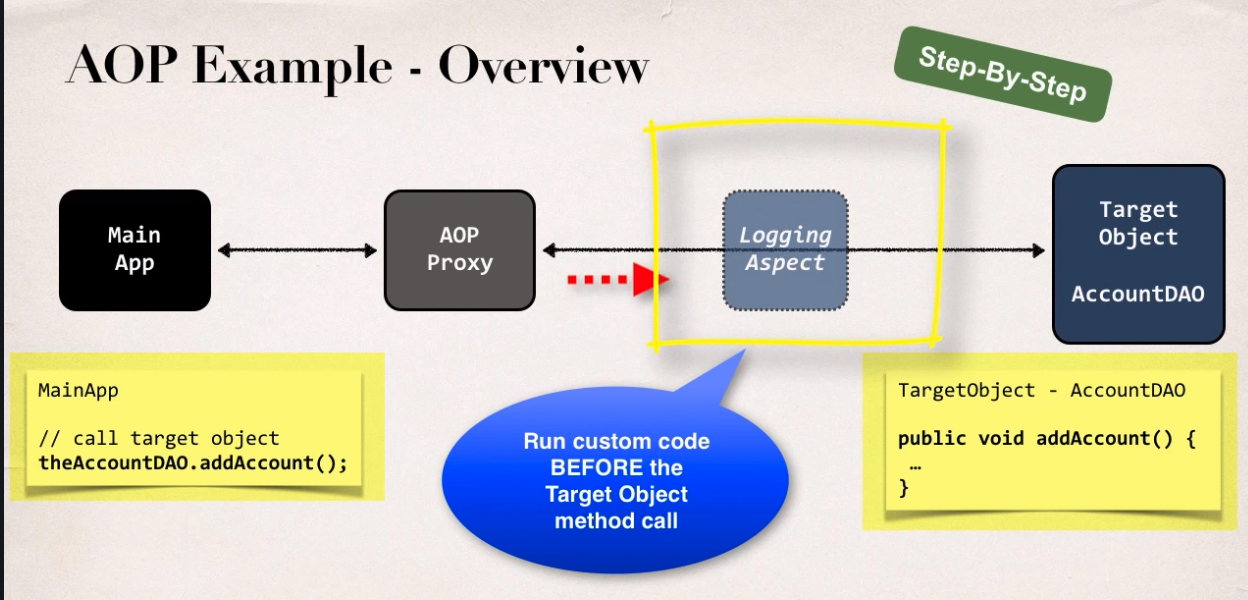 AOP Example - Overview
Step-By-Step
Main
App
AOP
Proxy
Logging
Aspect
Target
Object
AccountDAO
MainApp
// call target object
theAccountDAO.addAccount();
Run custom code
BEFORE the
Target Object
method call
TargetObject - AccountDAO
public void addAccount() {
…
}